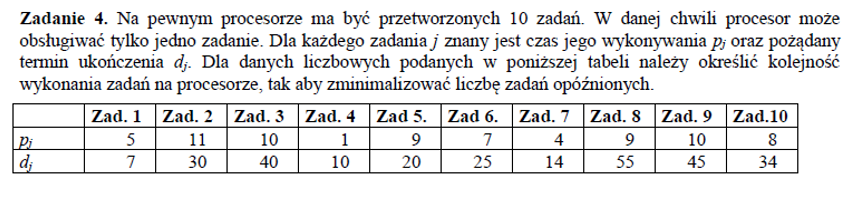 Zadanie 4. Na pewnym procesorze ma być przetworzonych 10 zadań. W danej chwili procesor może
obsługiwać tylko jedno zadanie. Dla każdego zadania j znany jest czas jego wykonywania pj oraz pożądany
termin ukończenia dj. Dla danych liczbowych podanych w poniższej tabeli należy określić kolejność
wykonania zadań na procesorze, tak aby zminimalizować liczbę zadań opóźnionych.
Zad. 1 Zad. 2 Zad. 3 Zad. 4 Zad 5. Zad 6. Zad. 7 Zad. 8 Zad. 9 Zad.10
pj 5 11 10 1 9 7 4 9 10 8
dj 7 30 40 10 20 25 14 55 45 34